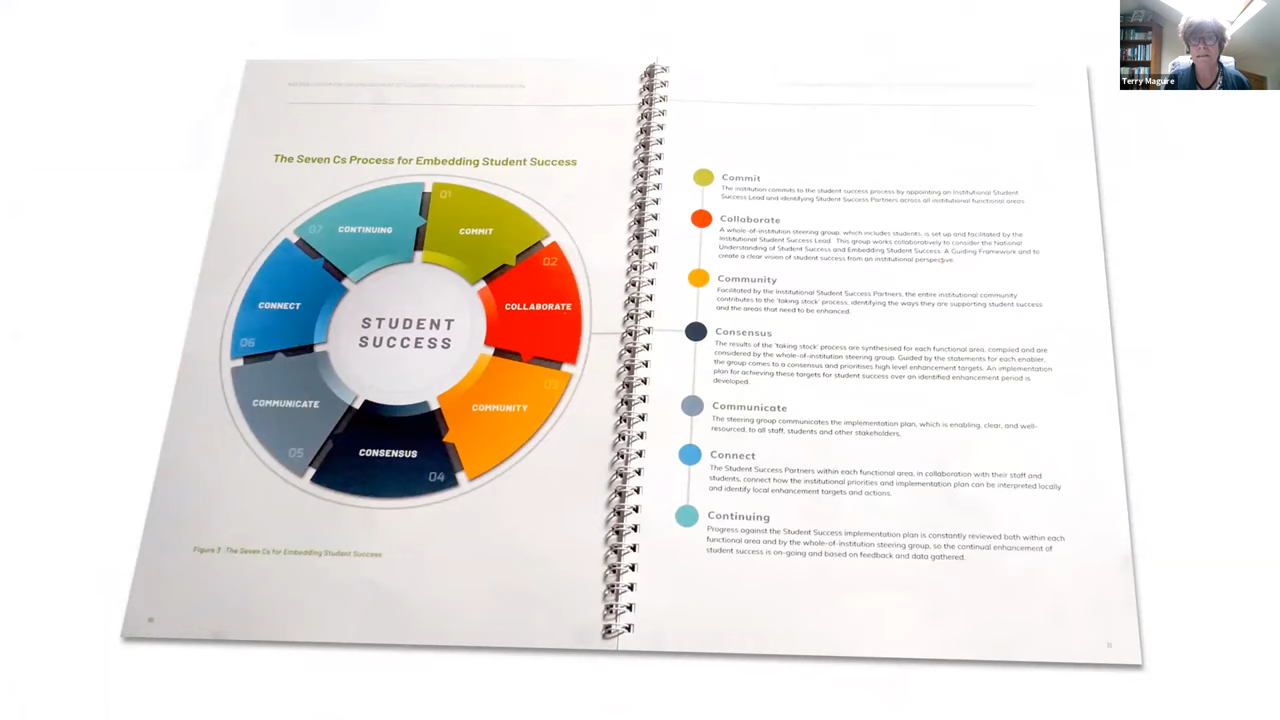 Terry Maguire
The Seven Cs Process for Embedding Student Success
01
COMMIT
02
COLLABORATE
03
COMMUNITY
CONSENSUS
04
COMMUNICATE
05
CONNECT
06
07
CONTINUING
STUDENT
SUCCESS
Figure 3 The Seven Cs for Embedding Student Success
Commit
The institution commits to the student success process by appointing an Institutional Student
Success Lead and identifying Student Success Partners across all institutional functional areas.
Collaborate
A whole-of-institution steering group, which includes students, is set up and facilitated by the
Institutional Student Success Lead. This group works collaboratively to consider the National
Understanding of Student Success and Embedding Student Success: A Guiding Framework and to
create a clear vision of student success from an institutional perspective.
Community
Facilitated by the Institutional Student Success Partners, the entire institutional community
contributes to the 'taking stock' process, identifying the ways they are supporting student success
and the areas that need to be enhanced.
Consensus
The results of the 'taking stock' process are synthesised for each functional area, compiled and are
considered by the whole-of-institution steering group. Guided by the statements for each enabler,
the group comes to a consensus and prioritises high level enhancement targets. An implementation
plan for achieving these targets for student success over an identified enhancement period is
developed.
Communicate
The steering group communicates the implementation plan, which is enabling, clear, and well-
resourced, to all staff, students and other stakeholders.
Connect
The Student Success Partners within each functional area, in collaboration with their staff and
students, connect how the institutional priorities and implementation plan can be interpreted locally
and identify local enhancement targets and actions.
Continuing
Progress against the Student Success implementation plan is constantly reviewed both within each
functional area and by the whole-of-institution steering group, so the continual enhancement of
student success is on-going and based on feedback and data gathered.